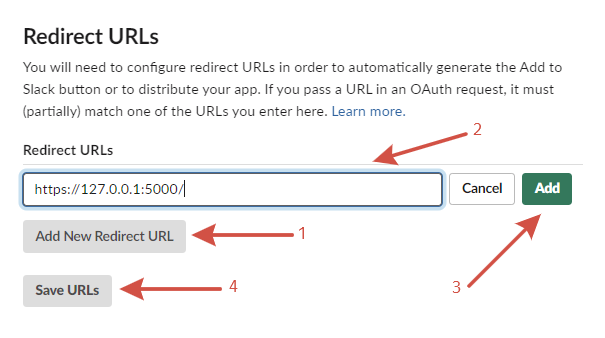 Redirect URLs
You will need to configure redirect URLs in order to automatically generate the Add to
Slack button or to distribute your app. If you pass a URL in an OAuth request, it must
(partially) match one of the URLs you enter here. Learn more.
2
Redirect URLs
https://127.0.0.1:5000/ Cancel Add
Add New Redirect URL 1
3
Save URLs 4